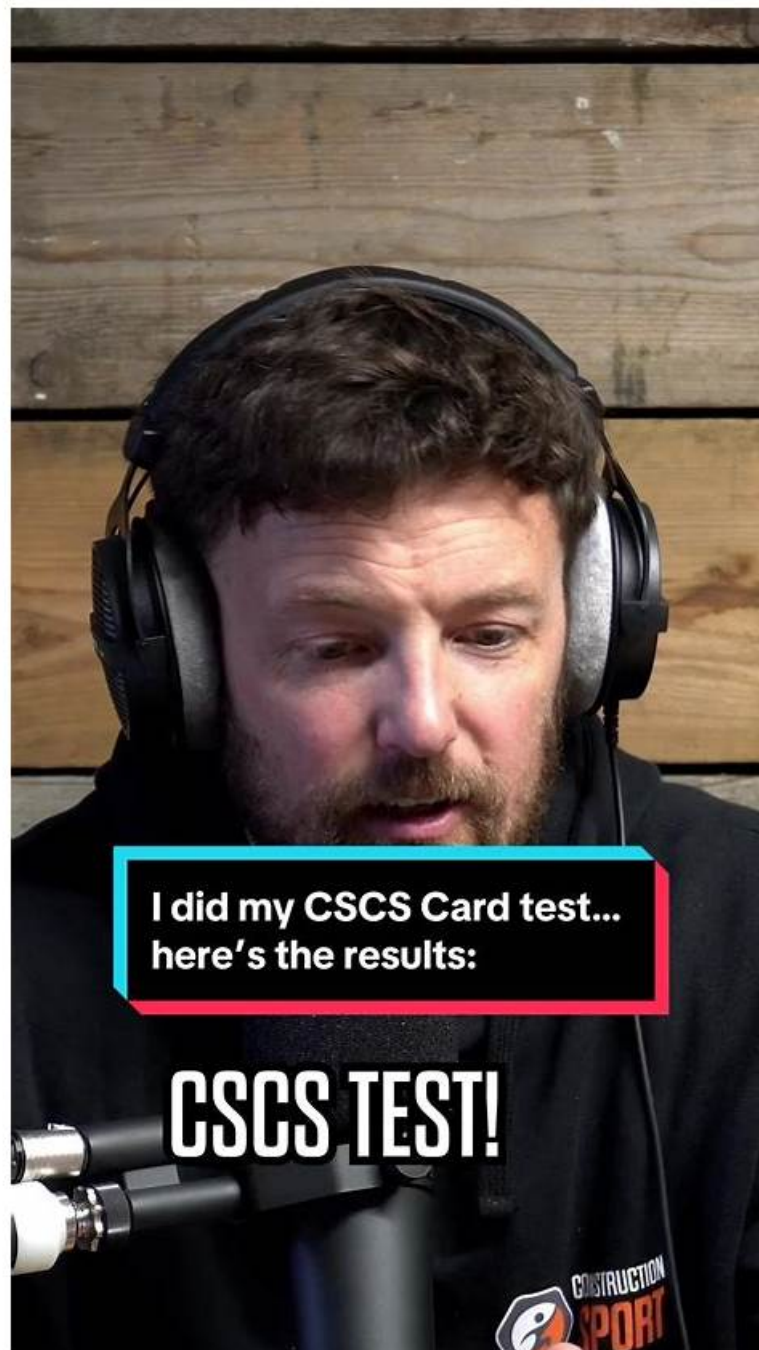 I did my CSCS Card test...
here's the results:
CSCS TEST!
CONSTRUCTION
SPORT